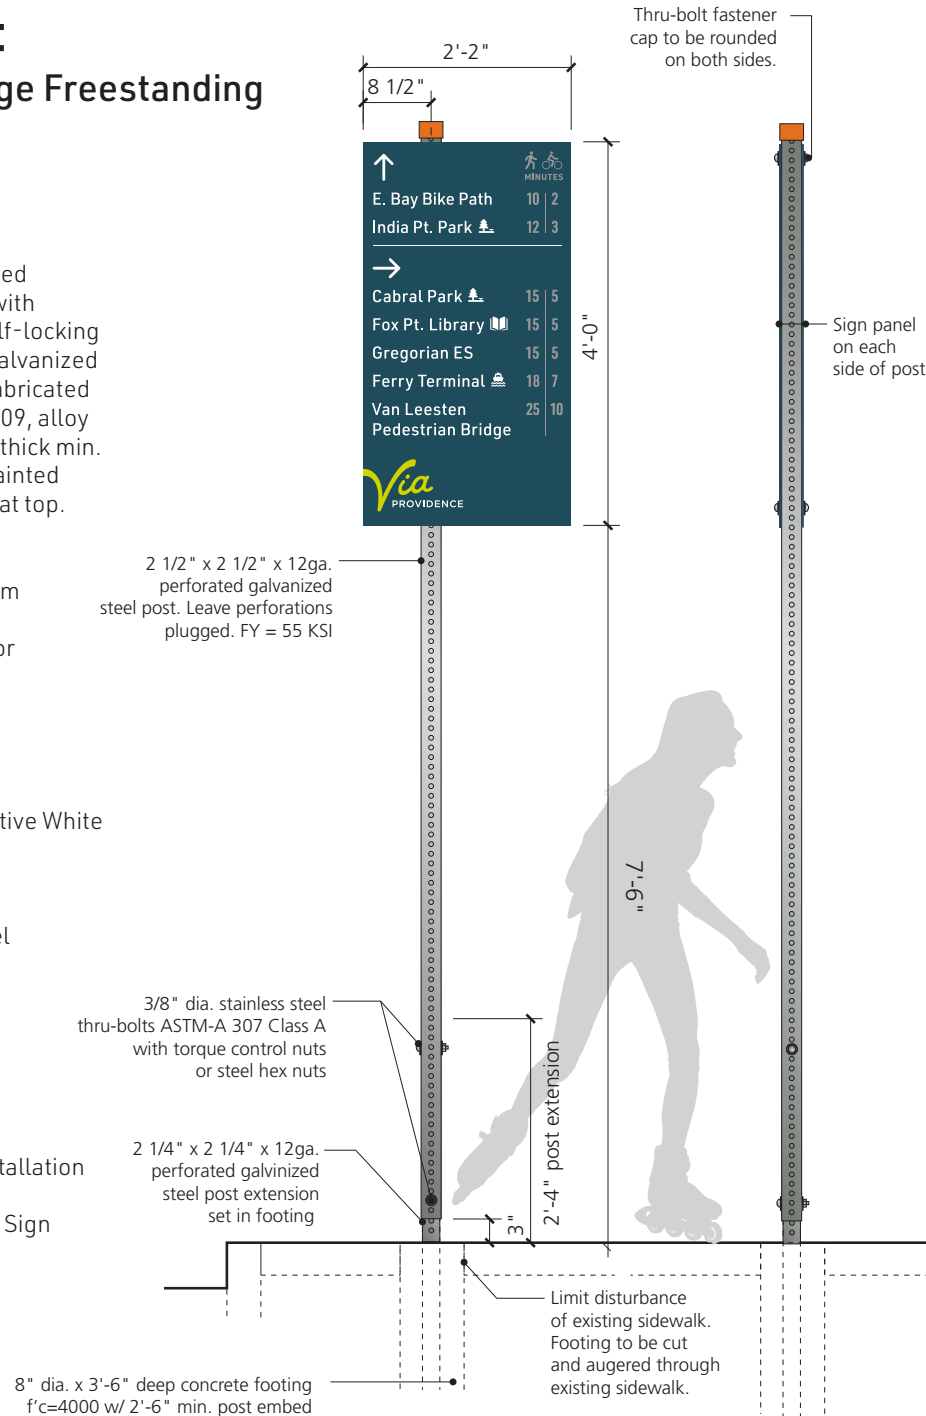 ge Freestanding
ed
with
lf-locking
alvanized
abricated
09, alloy
thick min.
ainted
at top.
m
or
tive White
el
tallation
Sign
Thru-bolt fastener
cap to be rounded
on both sides.
2'-2"
8 1/2"
MINUTES
E. Bay Bike Path 10 2
India Pt. Park 12 3
Cabral Park 15 5
Fox Pt. Library 15 5
Gregorian ES 15 5
Ferry Terminal 18 7
Van Leesten 25 10
Pedestrian Bridge
Via
PROVIDENCE
4'-0"
Sign panel
on each
side of post
2 1/2" x 2 1/2" x 12ga.
perforated galvanized
steel post. Leave perforations
plugged. FY = 55 KSI
7'-6"
3/8" dia. stainless steel
thru-bolts ASTM-A 307 Class A
with torque control nuts
or steel hex nuts
2'-4" post extension
2 1/4" x 2 1/4" x 12ga.
perforated galvinized
steel post extension
set in footing
3"
Limit disturbance
of existing sidewalk.
Footing to be cut
and augered through
existing sidewalk.
8" dia. x 3'-6" deep concrete footing
f'c=4000 w/ 2'-6" min. post embed